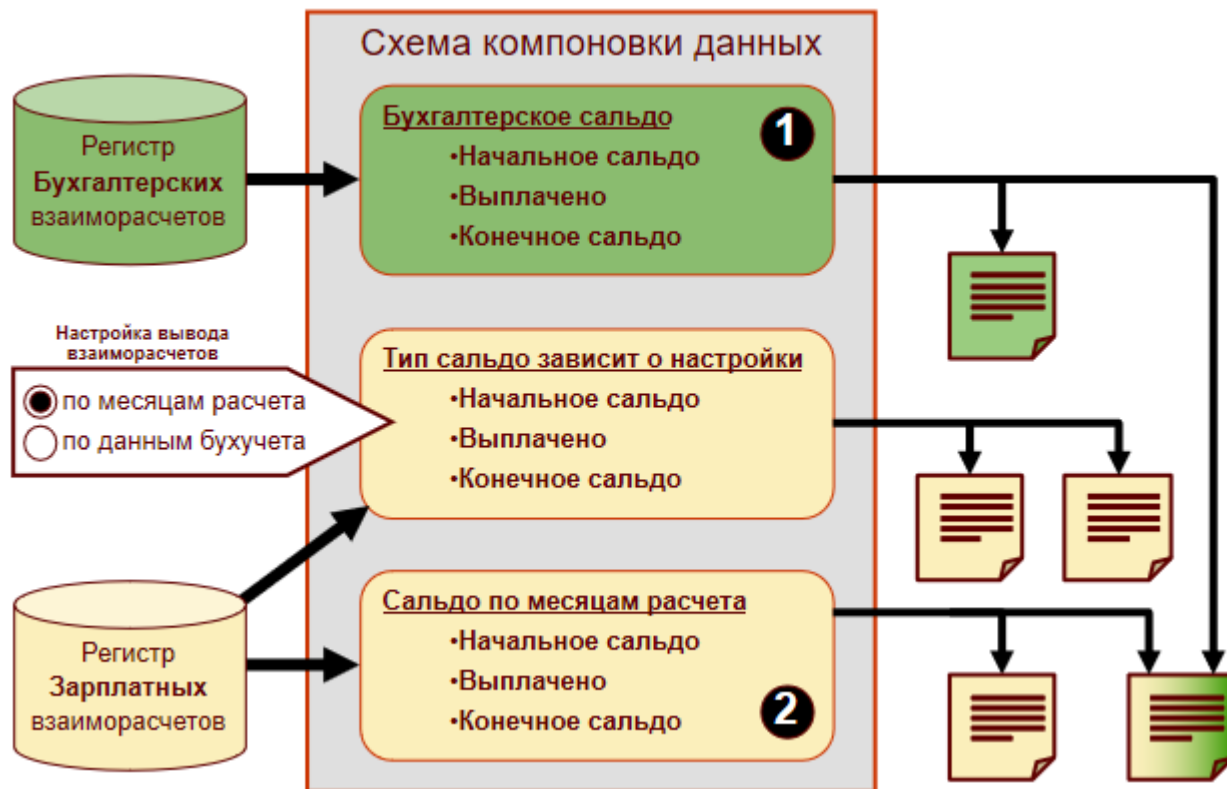 Схема компоновки данных
Регистр
Бухгалтерских
взаиморасчетов
Бухгалтерское сальдо
1
•Начальное сальдо
•Выплачено
•Конечное сальдо
Настройка вывода
взаиморасчетов
по месяцам расчета
по данным бухучета
Тип сальдо зависит о настройки
•Начальное сальдо
•Выплачено
•Конечное сальдо
Регистр
Зарплатных
взаиморасчетов
Сальдо по месяцам расчета
•Начальное сальдо
•Выплачено
•Конечное сальдо
2